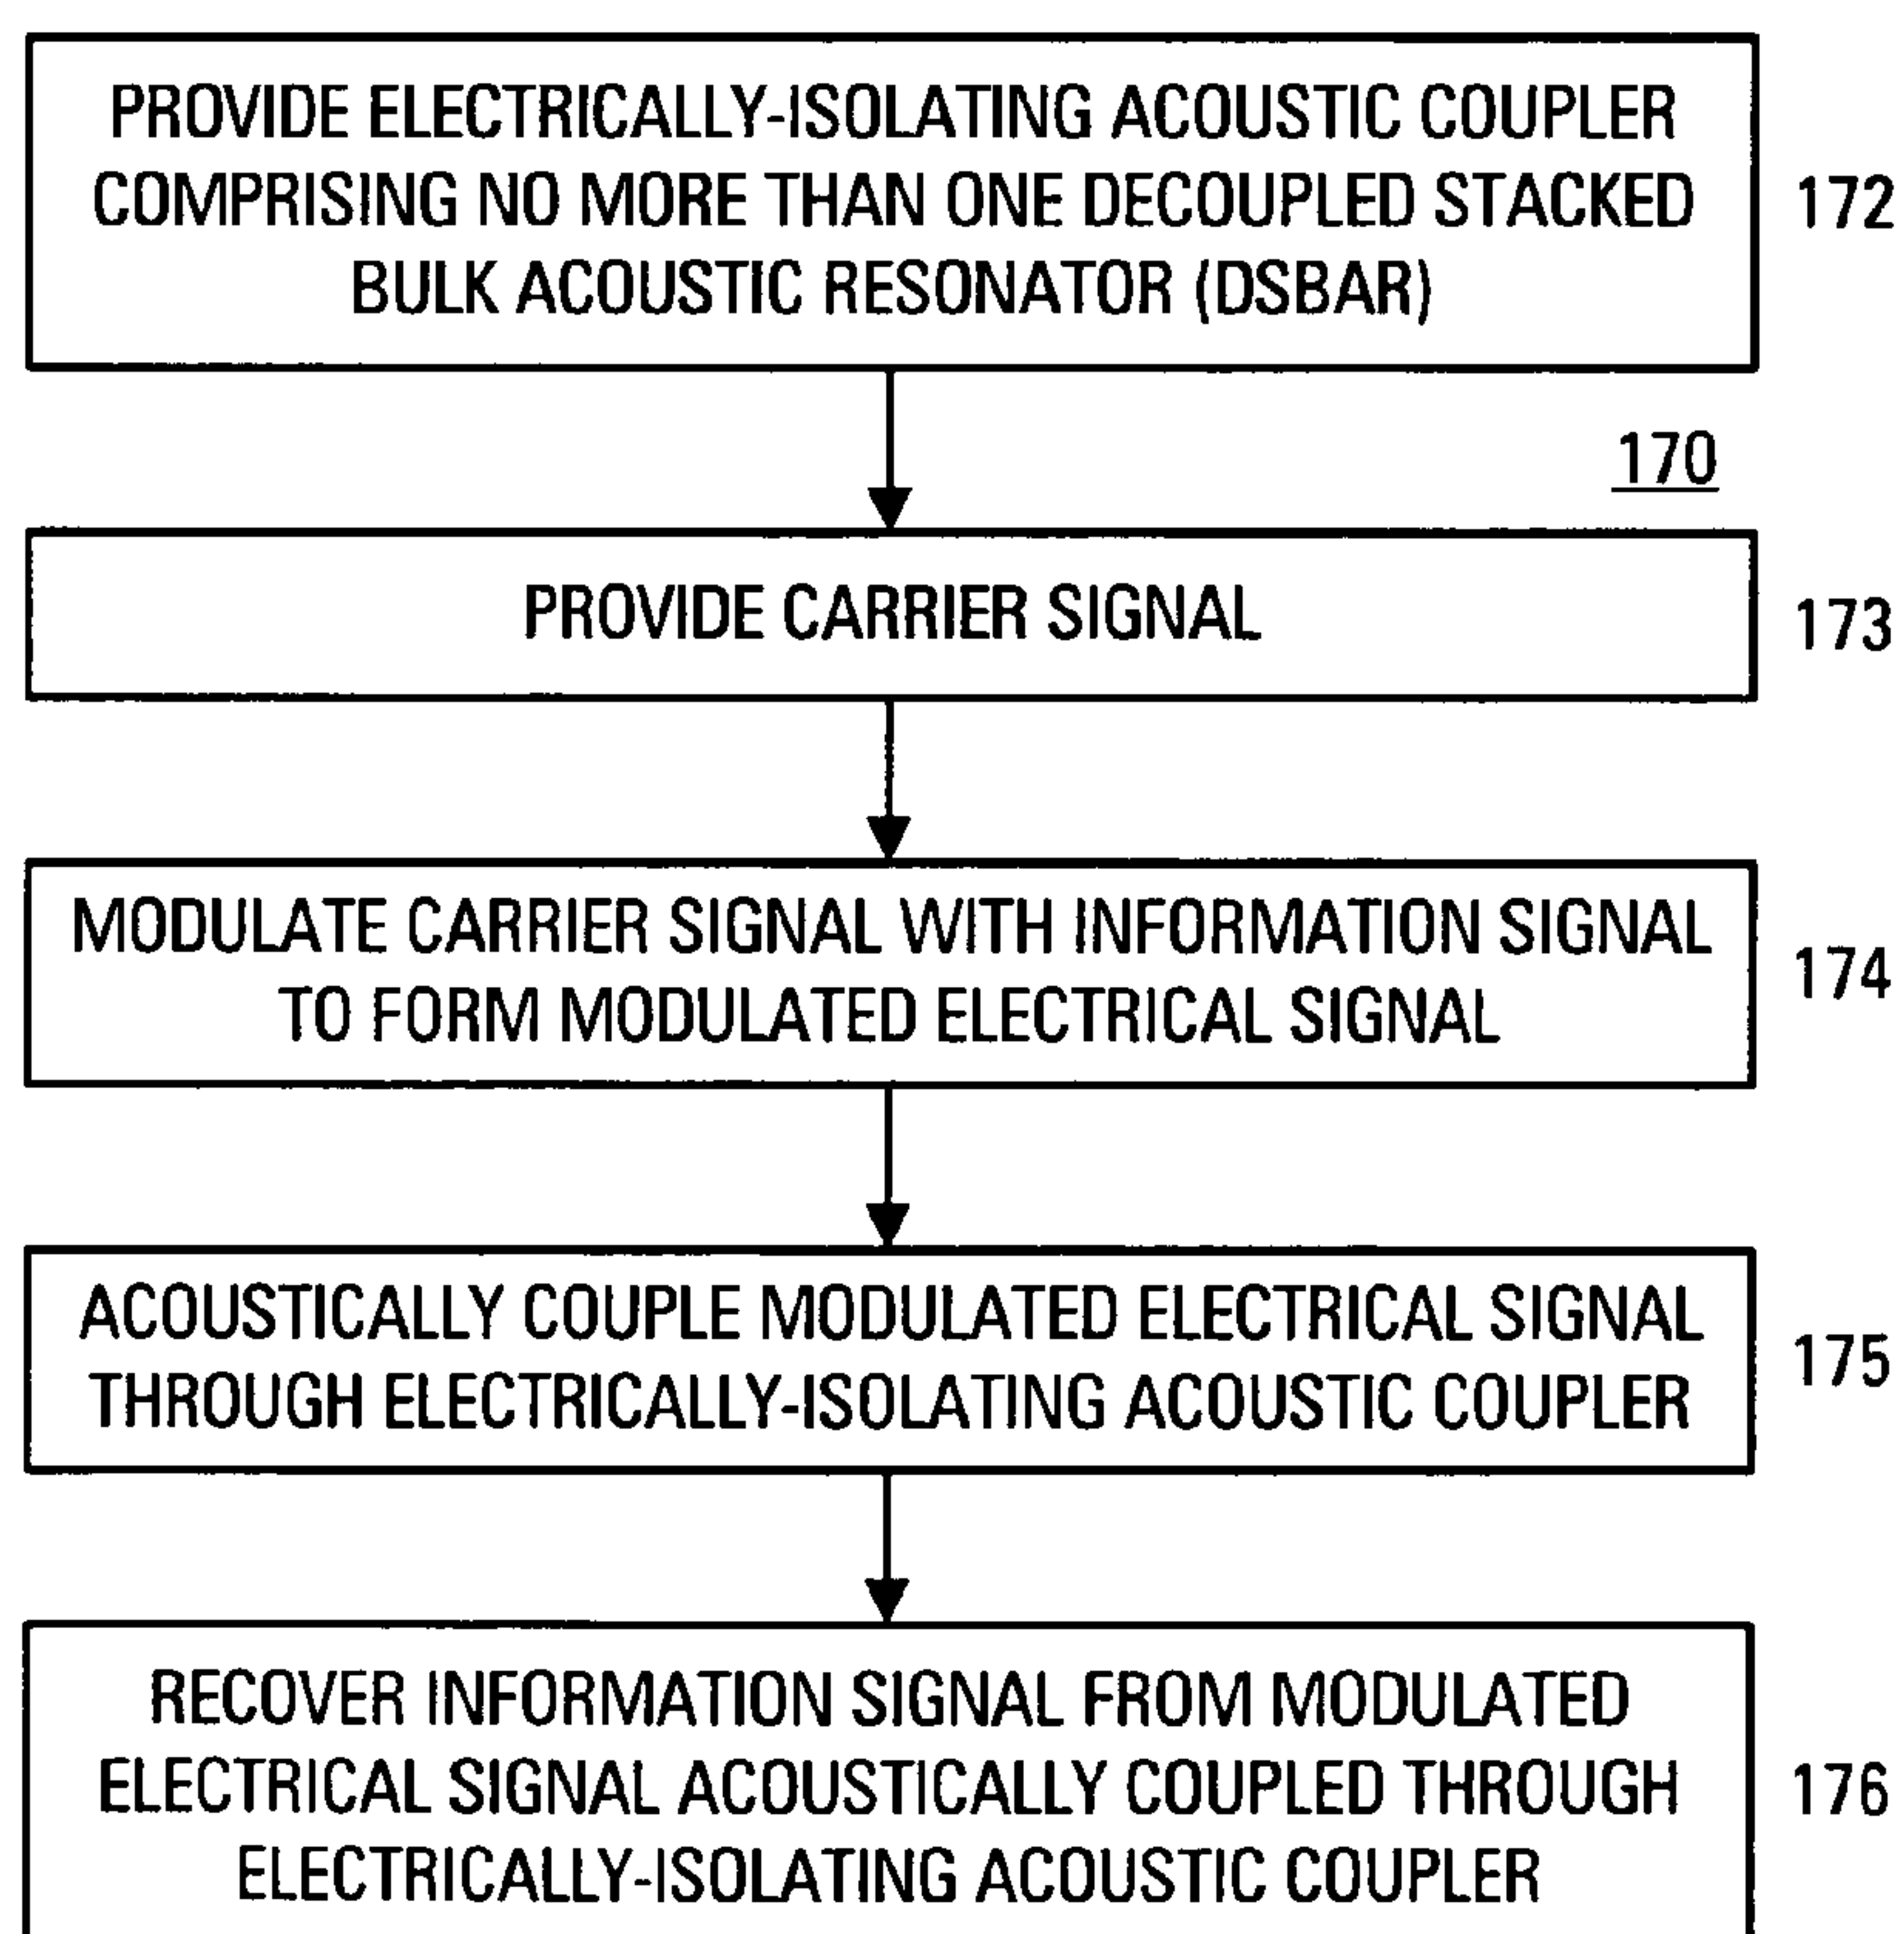 PROVIDE ELECTRICALLY-ISOLATING ACOUSTIC COUPLER
COMPRISING NO MORE THAN ONE DECOUPLED STACKED
BULK ACOUSTIC RESONATOR (DSBAR)
172
170
PROVIDE CARRIER SIGNAL
173
MODULATE CARRIER SIGNAL WITH INFORMATION SIGNAL
TO FORM MODULATED ELECTRICAL SIGNAL
174
ACOUSTICALLY COUPLE MODULATED ELECTRICAL SIGNAL
THROUGH ELECTRICALLY-ISOLATING ACOUSTIC COUPLER
175
RECOVER INFORMATION SIGNAL FROM MODULATED
ELECTRICAL SIGNAL ACOUSTICALLY COUPLED THROUGH
ELECTRICALLY-ISOLATING ACOUSTIC COUPLER
176